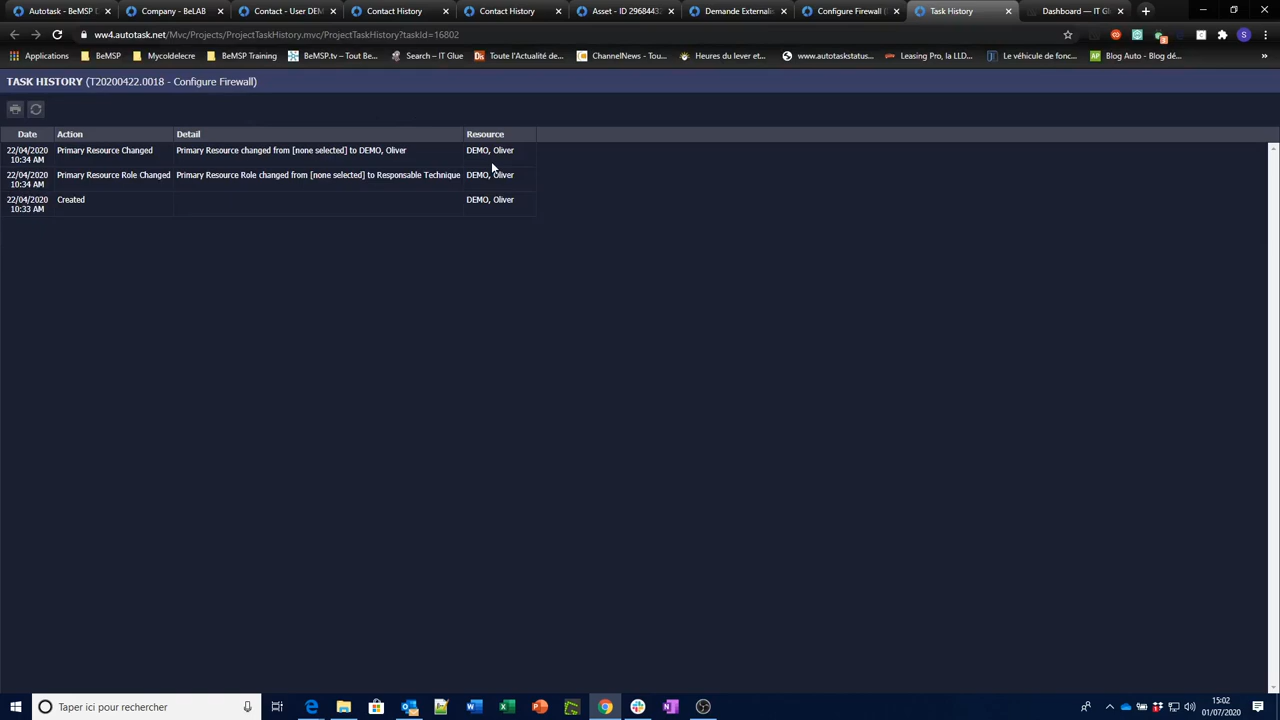 Autotask - BeMSP D
Company - BeLAB
Contact - User DEM
Contact History
Contact History
Asset - ID 2968443
Demande Externalis
Configure Firewall (
Task History
Dashboard — IT Gl
ww4.autotask.net/Mvc/Projects/ProjectTaskHistory.mvc/ProjectTaskHistory?taskId=16802
Applications
BeMSP
Mycoldelecre
BeMSP Training
BeMSP.tv – Tout Be...
Search – IT Glue
Toute l'Actualité de...
ChannelNews - Tou...
Heures du lever et...
www.autotaskstatus...
Leasing Pro, la LLD...
Le véhicule de fonc...
Blog Auto - Blog dé...
TASK HISTORY (T20200422.0018 - Configure Firewall)
Date Action Detail Resource
22/04/2020 Primary Resource Changed Primary Resource changed from [none selected] to DEMO, Oliver DEMO, Oliver
10:34 AM
22/04/2020 Primary Resource Role Changed Primary Resource Role changed from [none selected] to Responsable Technique DEMO, Oliver
10:34 AM
22/04/2020 Created DEMO, Oliver
10:33 AM
Taper ici pour rechercher
15:02
01/07/2020